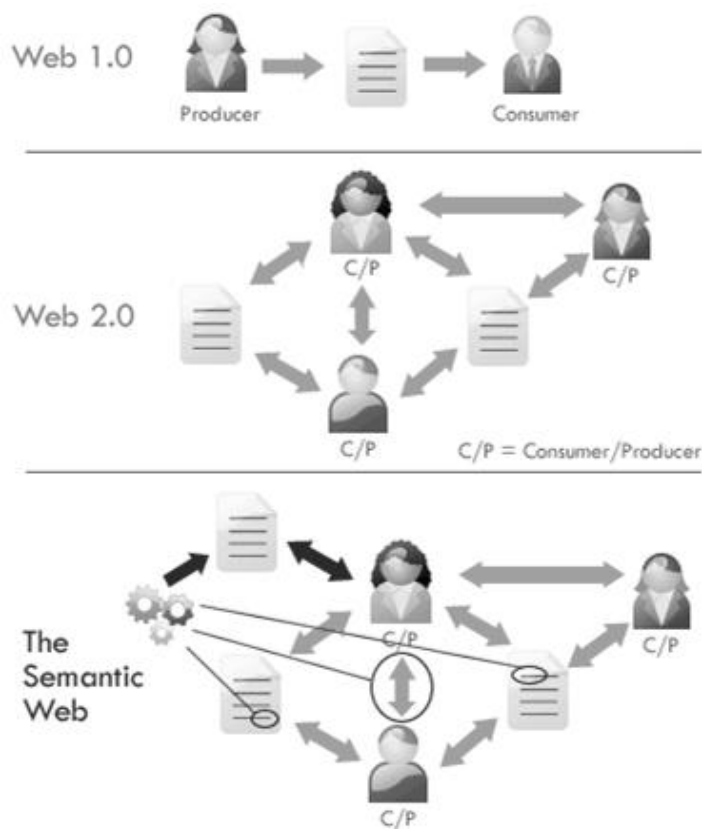 Web 1.0
Producer
Consumer
C/P
C/P
Web 2.0
C/P
C/P = Consumer/Producer
C/P
C/P
The
Semantic
Web
C/P